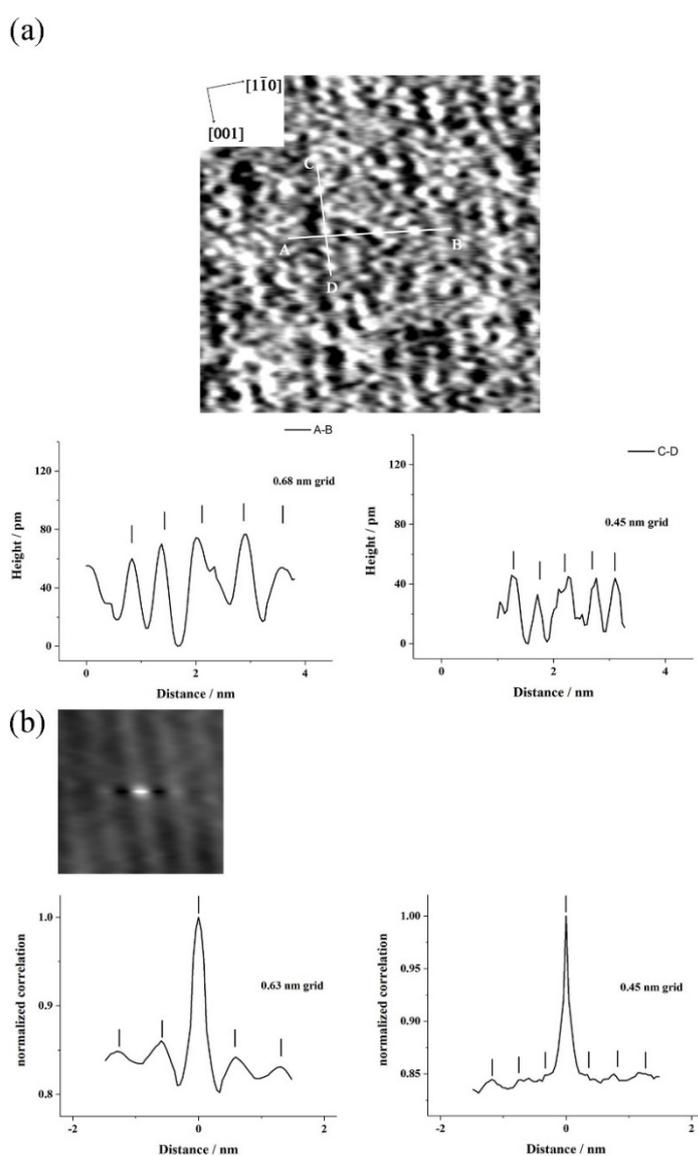 (a)
[11̄0]
[001]
C
A
B
D
A-B
120
80
40
0
0.68 nm grid
Height / pm
0
2
4
Distance / nm
C-D
120
80
40
0
0.45 nm grid
Height / pm
0
2
4
Distance / nm
(b)
1.0
0.9
0.8
0.63 nm grid
normalized correlation
-2
0
2
Distance / nm
1.00
0.95
0.90
0.85
0.45 nm grid
normalized correlation
-2
0
2
Distance / nm